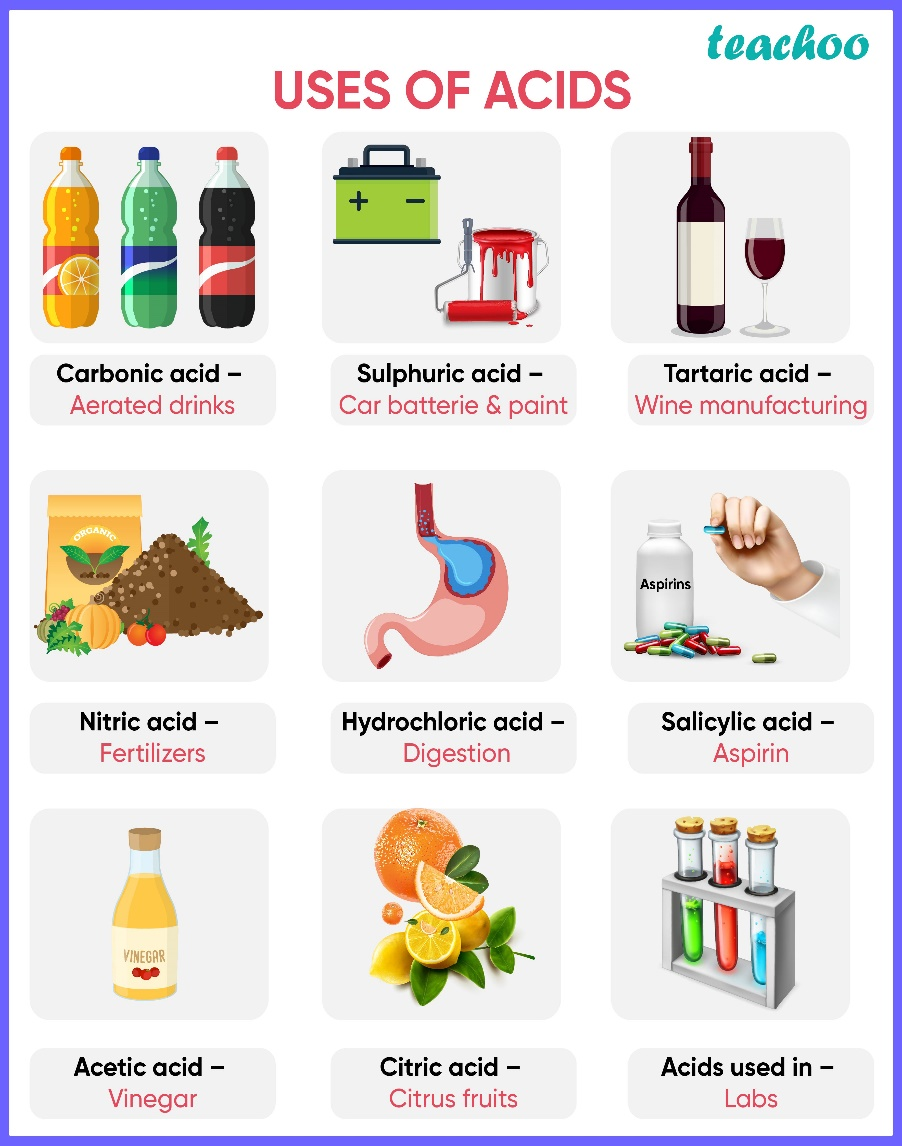 teachoo
USES OF ACIDS
Carbonic acid –
Aerated drinks
Sulphuric acid –
Car batterie & paint
Tartaric acid –
Wine manufacturing
ORGANIC
Aspirins
Nitric acid –
Fertilizers
Hydrochloric acid –
Digestion
Salicylic acid –
Aspirin
VINEGAR
Acetic acid –
Vinegar
Citric acid –
Citrus fruits
Acids used in –
Labs